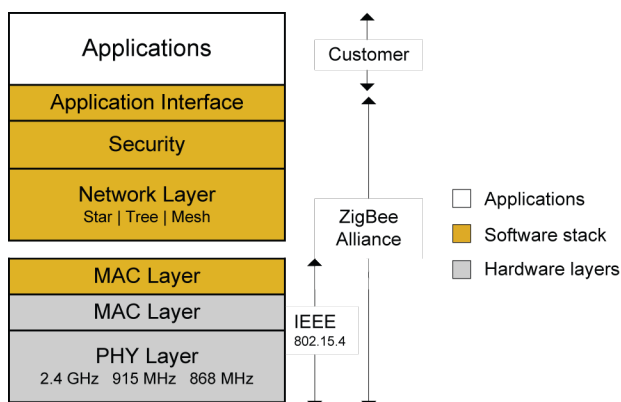 Applications
Application Interface
Security
Network Layer
Star | Tree | Mesh
MAC Layer
MAC Layer
PHY Layer
2.4 GHz 915 MHz 868 MHz
Customer
ZigBee
Alliance
IEEE
802.15.4
Applications
Software stack
Hardware layers